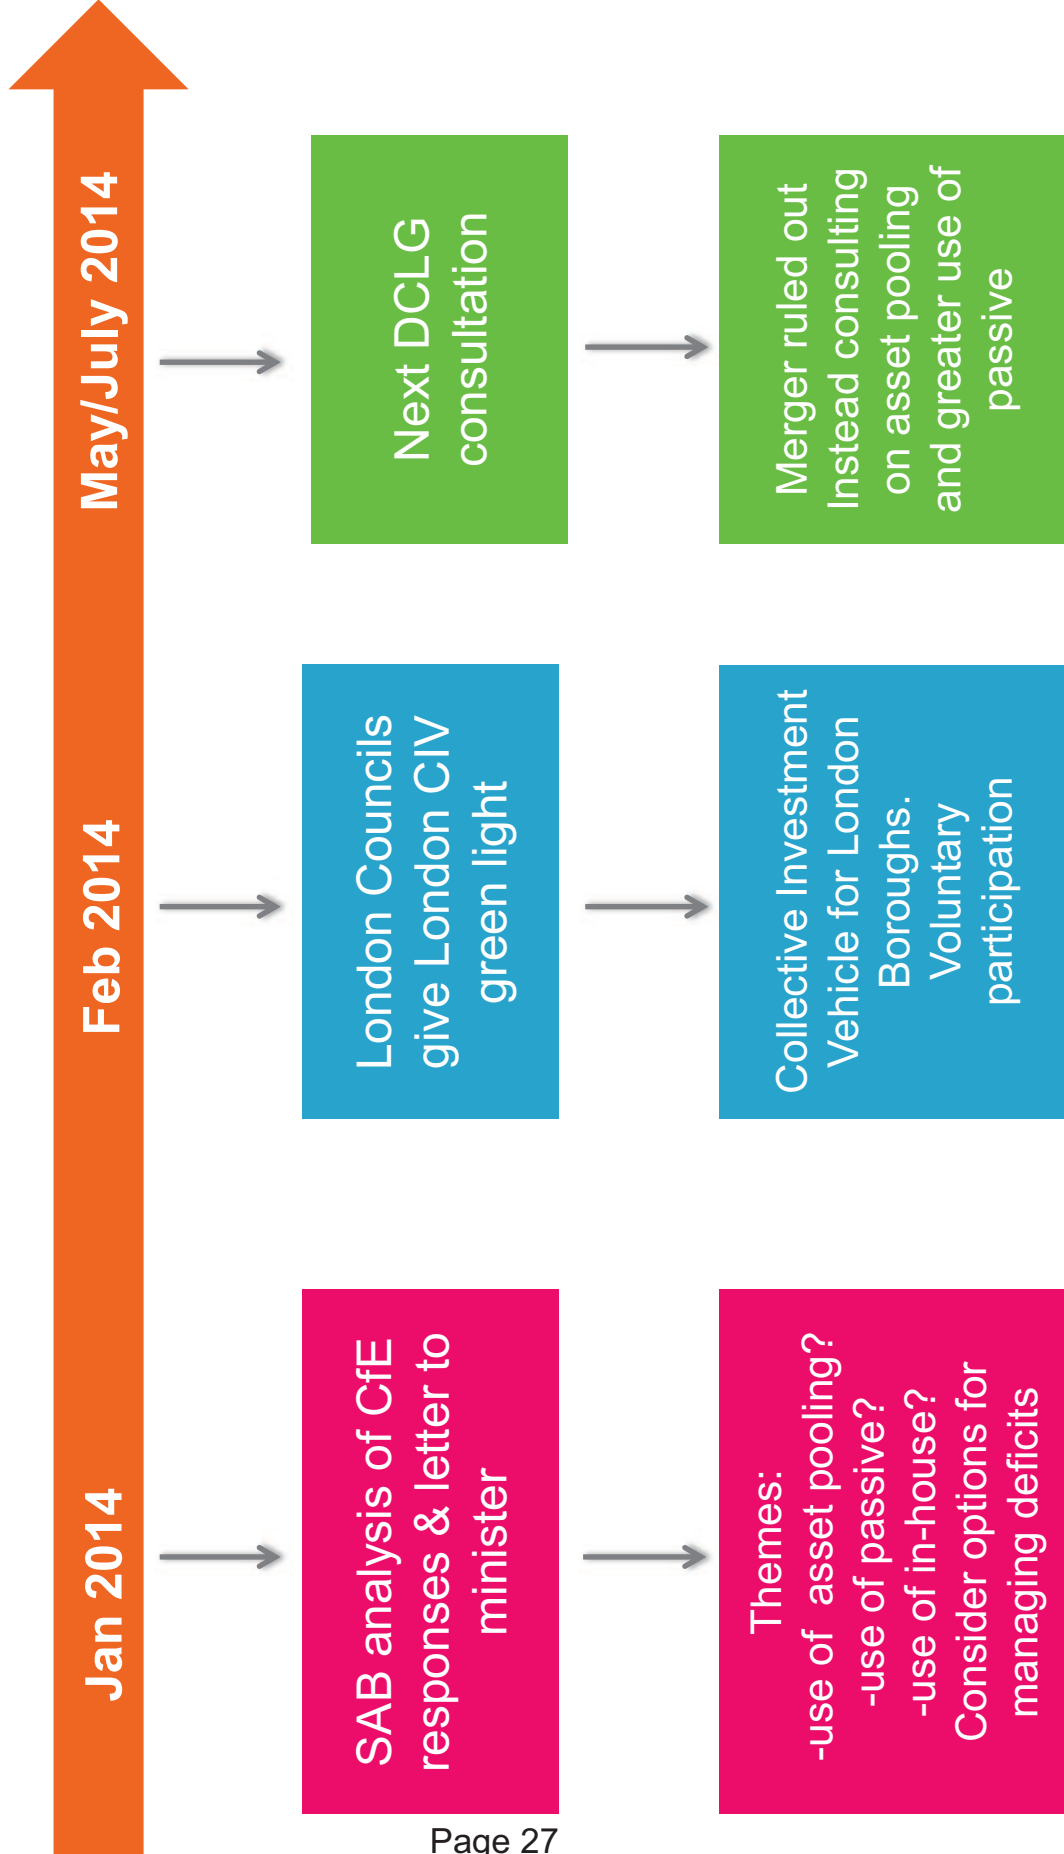 Jan 2014
Feb 2014
May/July 2014
SAB analysis of CfE
responses & letter to
minister
London Councils
give London CIV
green light
Next DCLG
consultation
Themes:
-use of  asset pooling?
-use of passive?
-use of in-house?
Consider options for
managing deficits
Collective Investment
Vehicle for London
Boroughs.
Voluntary
participation
Merger ruled out
Instead consulting
on asset pooling
and greater use of
passive
Page 27